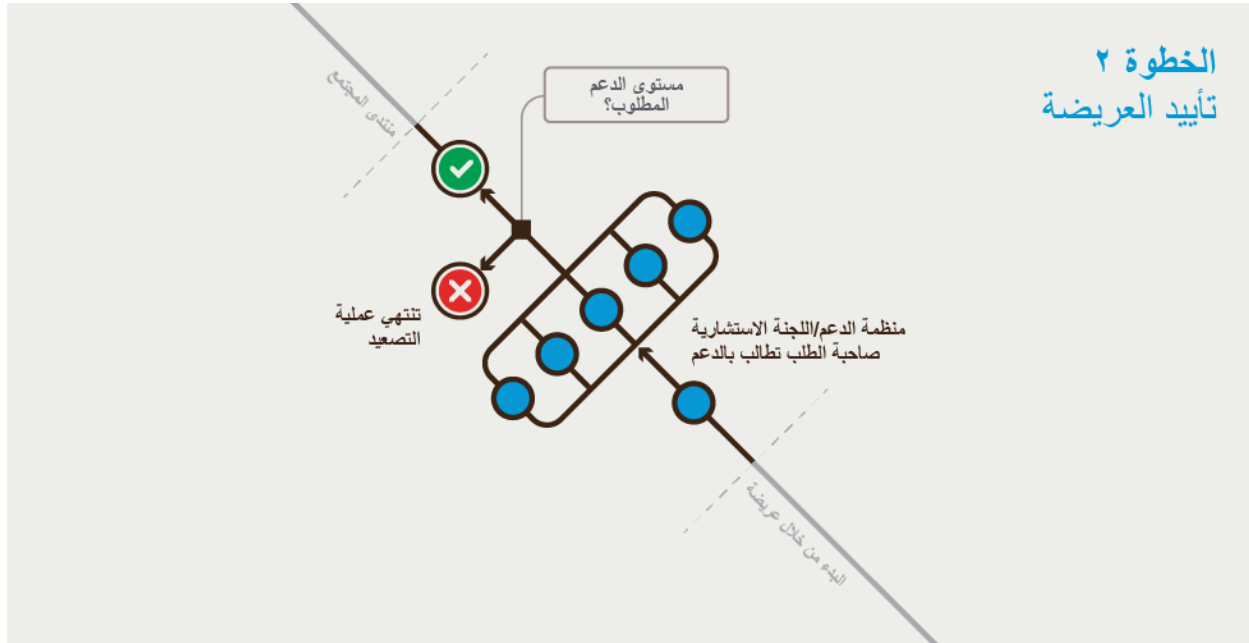 الخطوة ٢
تأييد العريضة
مستوى الدعم
المطلوب؟
منتدى المجتمع
تنتهي عملية
التصعيد
منظمة الدعم/اللجنة الاستشارية
صاحبة الطلب تطالب بالدعم
البدء من خلال عريضة